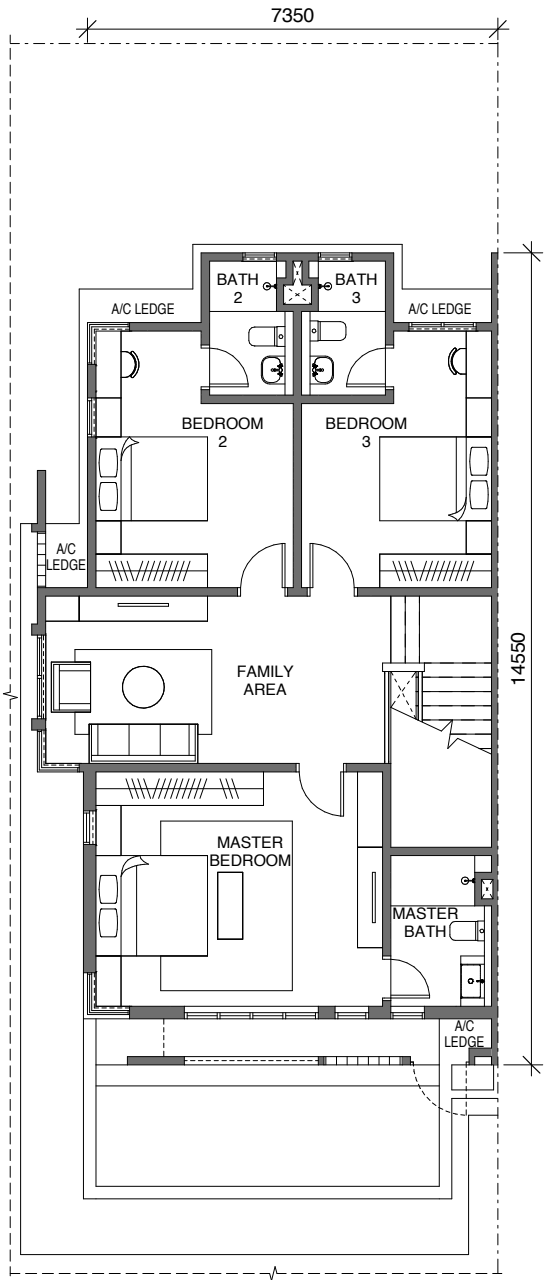 7350
BATH
2
BATH
3
A/C LEDGE
A/C LEDGE
BEDROOM
2
BEDROOM
3
A/C
LEDGE
FAMILY
AREA
14550
MASTER
BEDROOM
MASTER
BATH
A/C
LEDGE